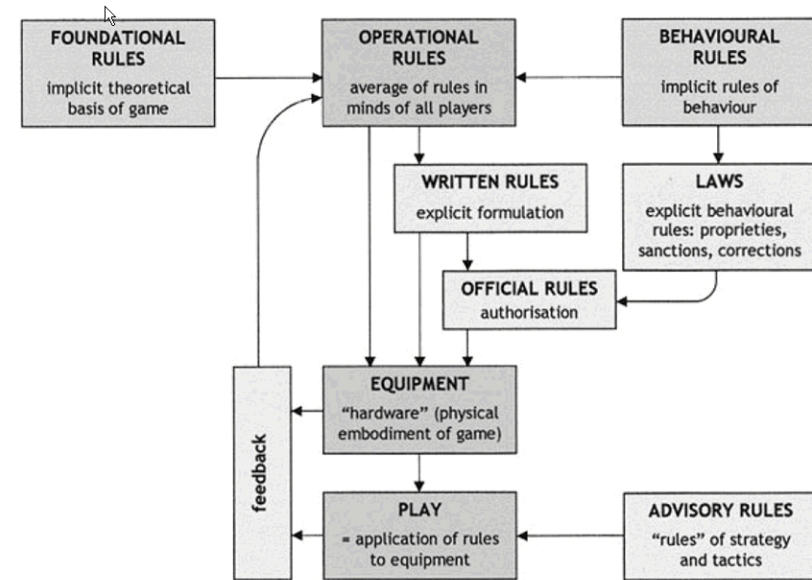 FOUNDATIONAL
RULES
implicit theoretical
basis of game
OPERATIONAL
RULES
average of rules in
minds of all players
BEHAVIOURAL
RULES
implicit rules of
behaviour
WRITTEN RULES
explicit formulation
LAWS
explicit behavioural
rules: proprieties,
sanctions, corrections
OFFICIAL RULES
authorisation
EQUIPMENT
“hardware” (physical
embodiment of game)
feedback
PLAY
= application of rules
to equipment
ADVISORY RULES
“rules” of strategy
and tactics